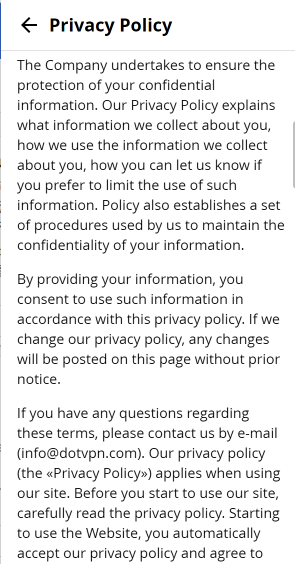 Privacy Policy
The Company undertakes to ensure the
protection of your confidential
information. Our Privacy Policy explains
what information we collect about you,
how we use the information we collect
about you, how you can let us know if
you prefer to limit the use of such
information. Policy also establishes a set
of procedures used by us to maintain the
confidentiality of your information.
By providing your information, you
consent to use such information in
accordance with this privacy policy. If we
change our privacy policy, any changes
will be posted on this page without prior
notice.
If you have any questions regarding
these terms, please contact us by e-mail
(info@dotvpn.com). Our privacy policy
(the «Privacy Policy») applies when using
our site. Before you start to use our site,
carefully read the privacy policy. Starting
to use the Website, you automatically
accept our privacy policy and agree to